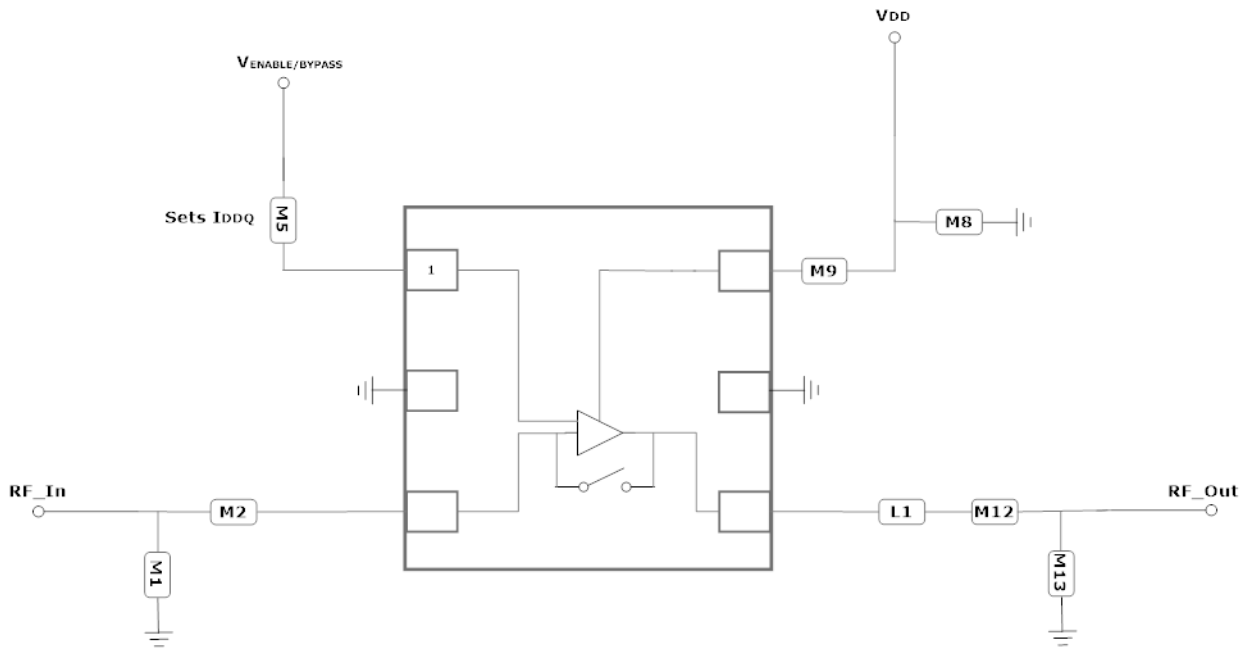 VDD
VENABLE/BYPASS
Sets IDDQ
M5
M8
1
M9
RF_In
M2
L1
M12
RF_Out
M1
M13